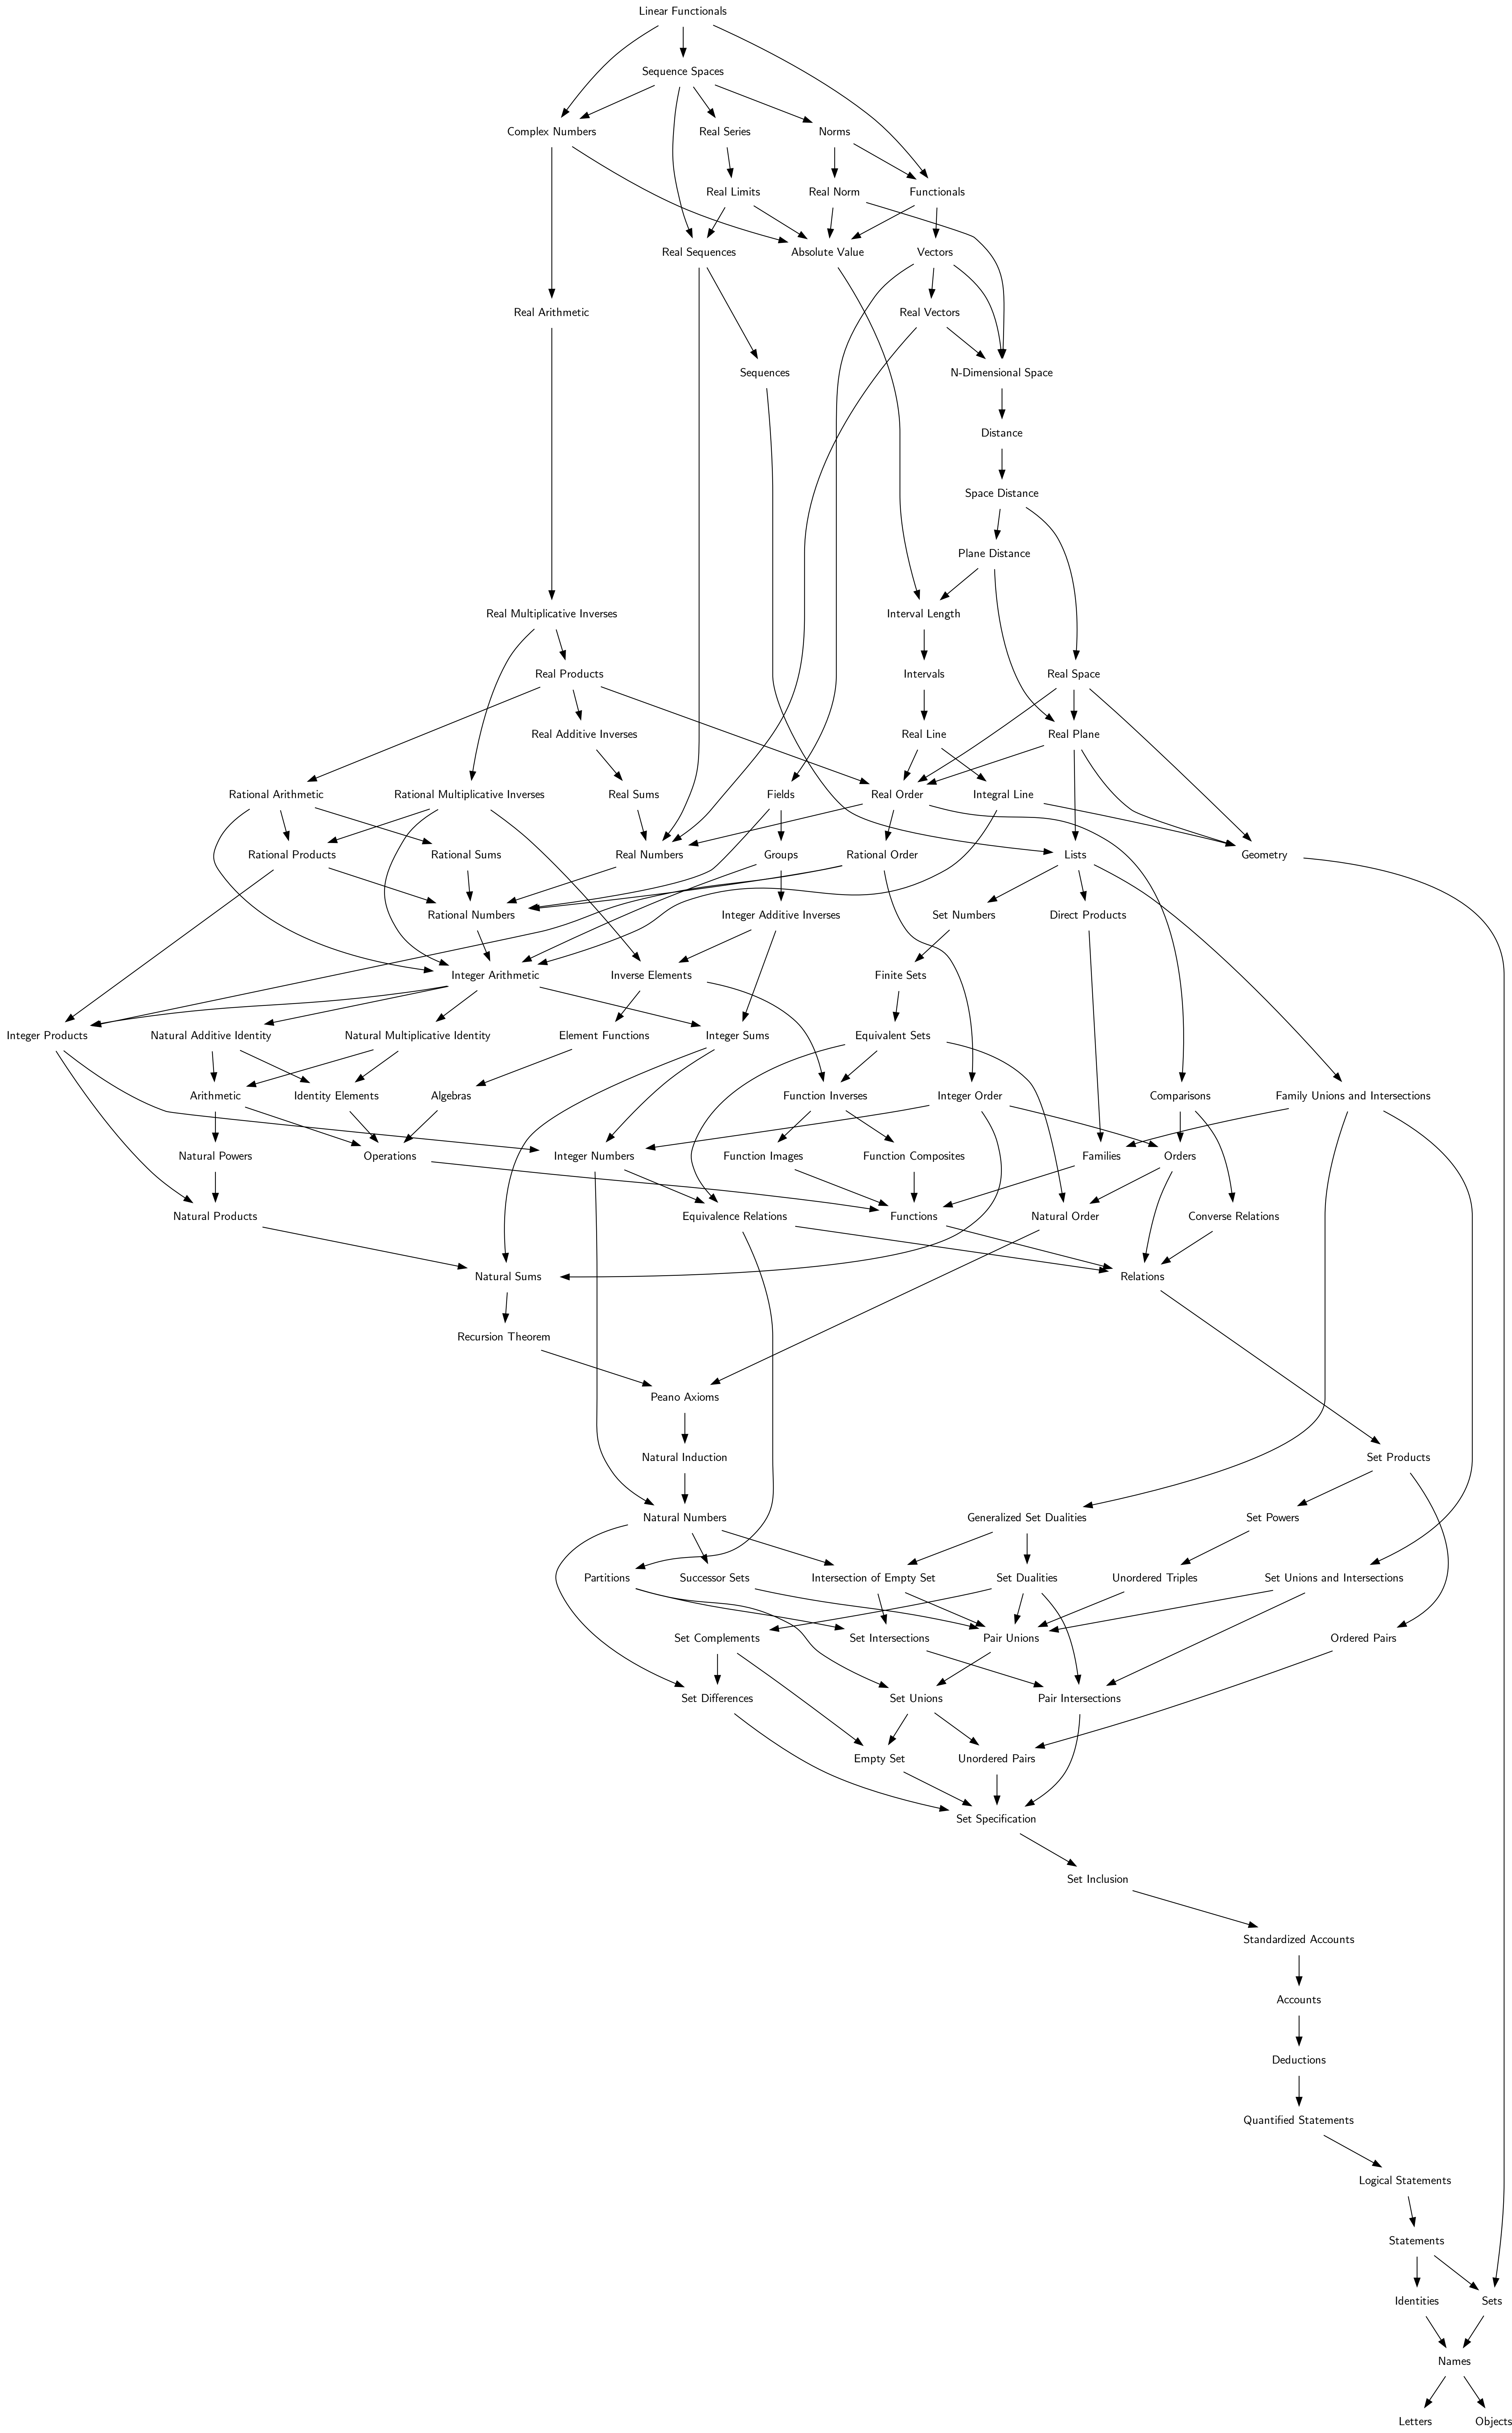 Linear Functionals
Sequence Spaces
Complex Numbers
Real Series
Norms
Real Limits
Real Norm
Functionals
Real Sequences
Absolute Value
Vectors
Real Arithmetic
Real Vectors
Sequences
N-Dimensional Space
Distance
Space Distance
Plane Distance
Real Multiplicative Inverses
Interval Length
Real Products
Intervals
Real Space
Real Additive Inverses
Real Line
Real Plane
Rational Arithmetic
Rational Multiplicative Inverses
Real Sums
Fields
Real Order
Integral Line
Rational Products
Rational Sums
Real Numbers
Groups
Rational Order
Lists
Geometry
Rational Numbers
Integer Additive Inverses
Set Numbers
Direct Products
Integer Arithmetic
Inverse Elements
Finite Sets
Integer Products
Natural Additive Identity
Natural Multiplicative Identity
Element Functions
Integer Sums
Equivalent Sets
Arithmetic
Identity Elements
Algebras
Function Inverses
Integer Order
Comparisons
Family Unions and Intersections
Natural Powers
Operations
Integer Numbers
Function Images
Function Composites
Families
Orders
Natural Products
Equivalence Relations
Functions
Natural Order
Converse Relations
Natural Sums
Relations
Recursion Theorem
Peano Axioms
Natural Induction
Set Products
Natural Numbers
Generalized Set Dualities
Set Powers
Partitions
Successor Sets
Intersection of Empty Set
Set Dualities
Unordered Triples
Set Unions and Intersections
Set Complements
Set Intersections
Pair Unions
Ordered Pairs
Set Differences
Set Unions
Pair Intersections
Empty Set
Unordered Pairs
Set Specification
Set Inclusion
Standardized Accounts
Accounts
Deductions
Quantified Statements
Logical Statements
Statements
Identities
Sets
Names
Letters
Objects